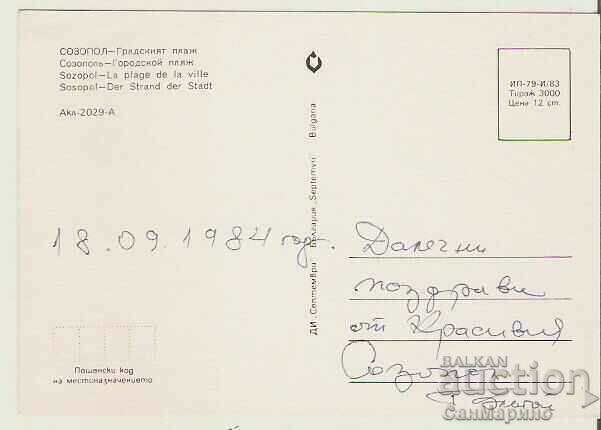 СОЗОПОЛ—Градският плаж
Созополь—Городской пляж
Sozopol—La plage de la ville
Sosopol—Der Strand der Stadt
Акл-2029-А
ИП-79-И/83
Тираж 3000
Цена 12 ст.
ДИ „Септември“ България "Septemvri" Bulgaria
18.09.1984 год.
Далечни
поздрави
от Красивия
Созопол
Пощенски код
на местоназначението
BALKAN
auction
СанМарино